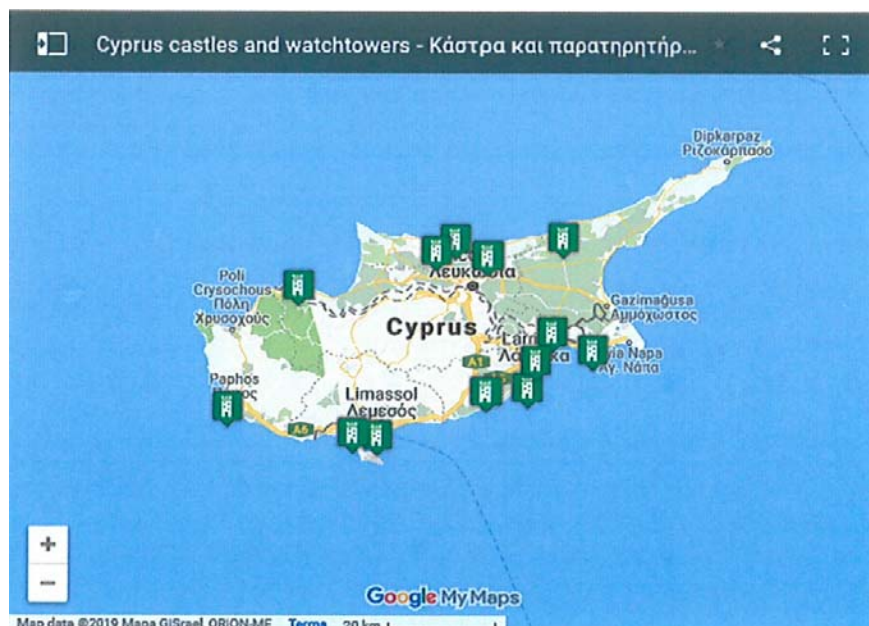 Cyprus castles and watchtowers - Κάστρα και παρατηρητήρ...
Dipkarpaz
Ριζοκάρπασο
Λευκωσία
Poli
Crysochous
Πόλη
Χρυσοχούς
Gazimağusa
Αμμόχωστος
Cyprus
A1
Αγ. Νάπα
Paphos
Limassol
Λεμεσός
A6
+
−
Google My Maps
Map data ©2019 Mapa GISrael, ORION-ME Terms 20 km